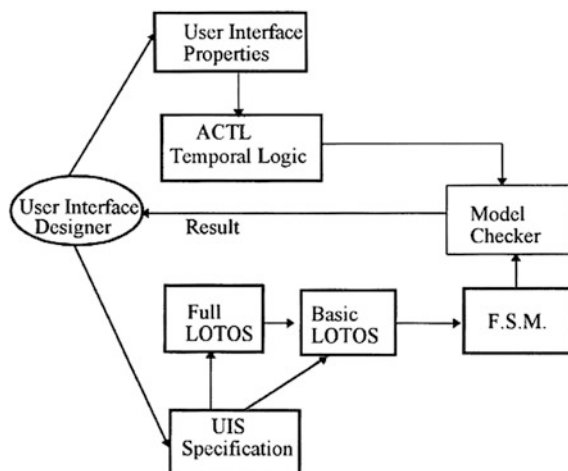 User Interface
Properties
ACTL
Temporal Logic
User Interface
Designer
Result
Model
Checker
Full
LOTOS
Basic
LOTOS
F.S.M.
UIS
Specification